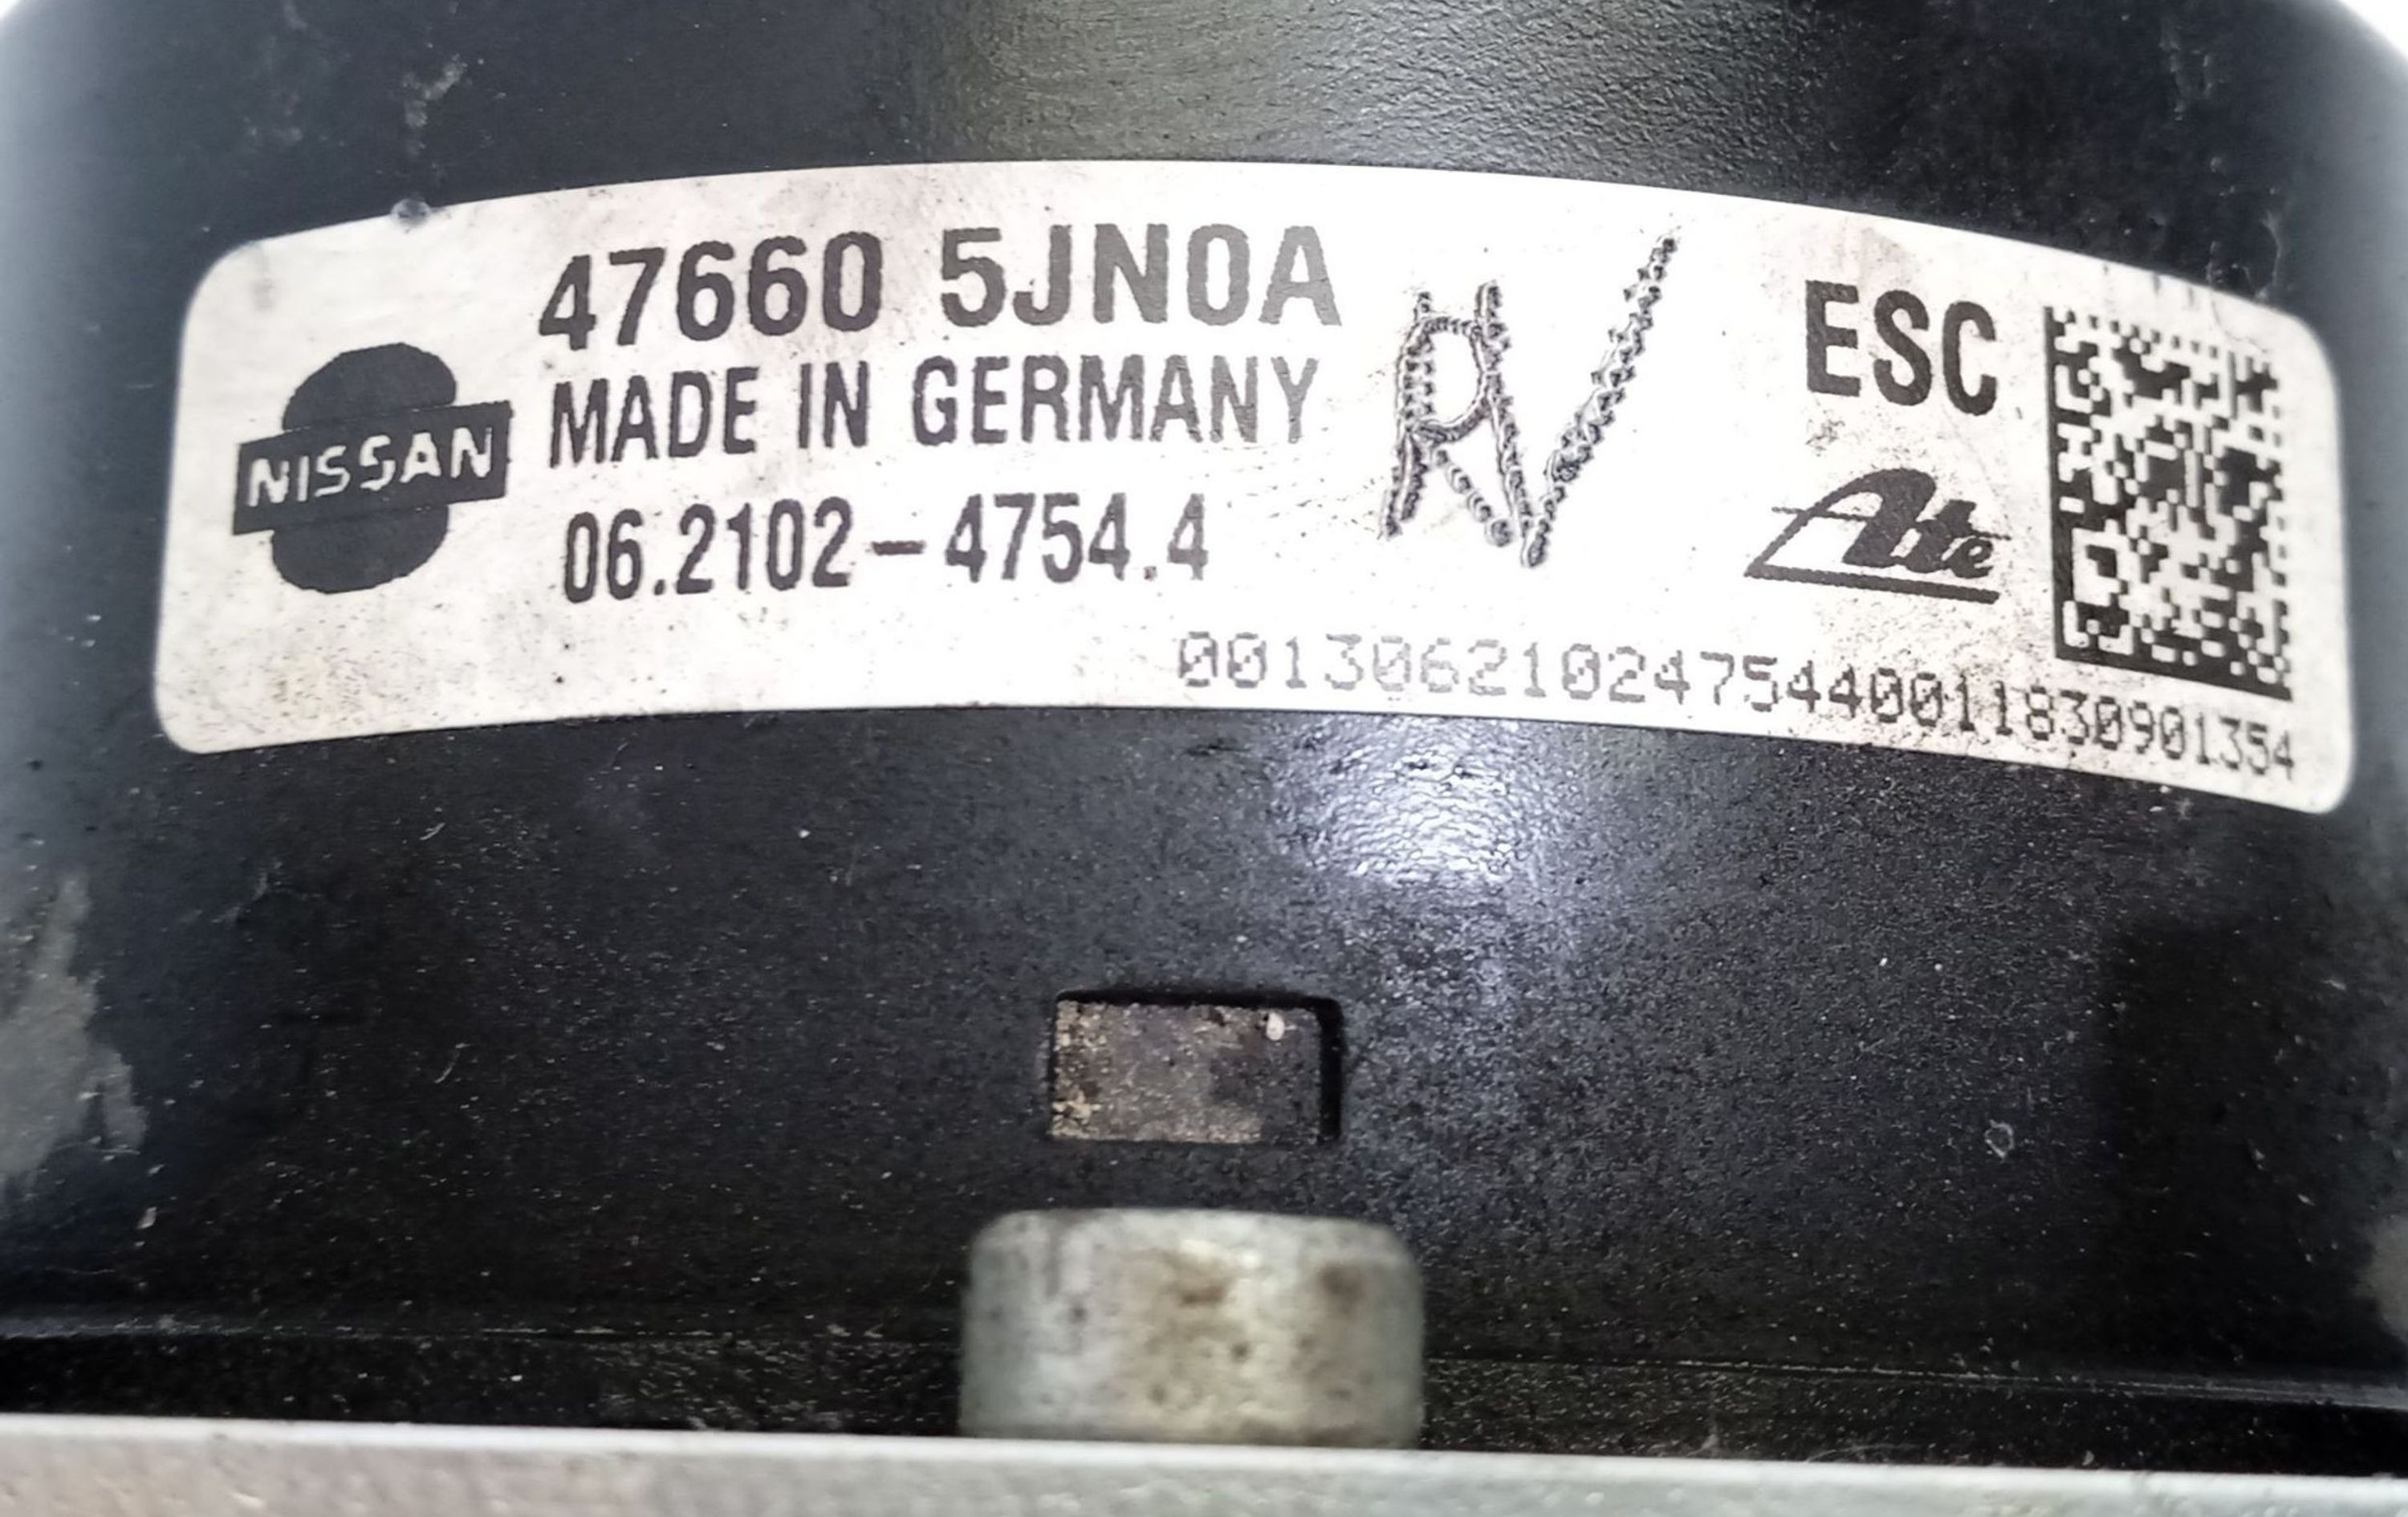 47660 5JN0A
NISSAN
MADE IN GERMANY
06.2102-4754.4
RV
ESC
Ate
00130621024754400118309013 54